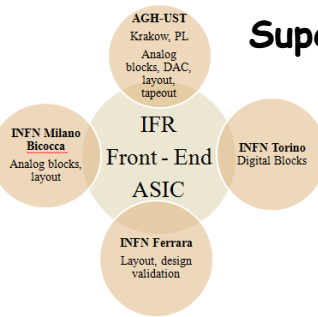 Supe
AGH-UST
Krakow, PL
Analog
blocks, DAC,
layout,
tapeout
IFR
Front - End
ASIC
INFN Milano
Bicocca
Analog blocks,
layout
INFN Torino
Digital Blocks
INFN Ferrara
Layout, design
validation